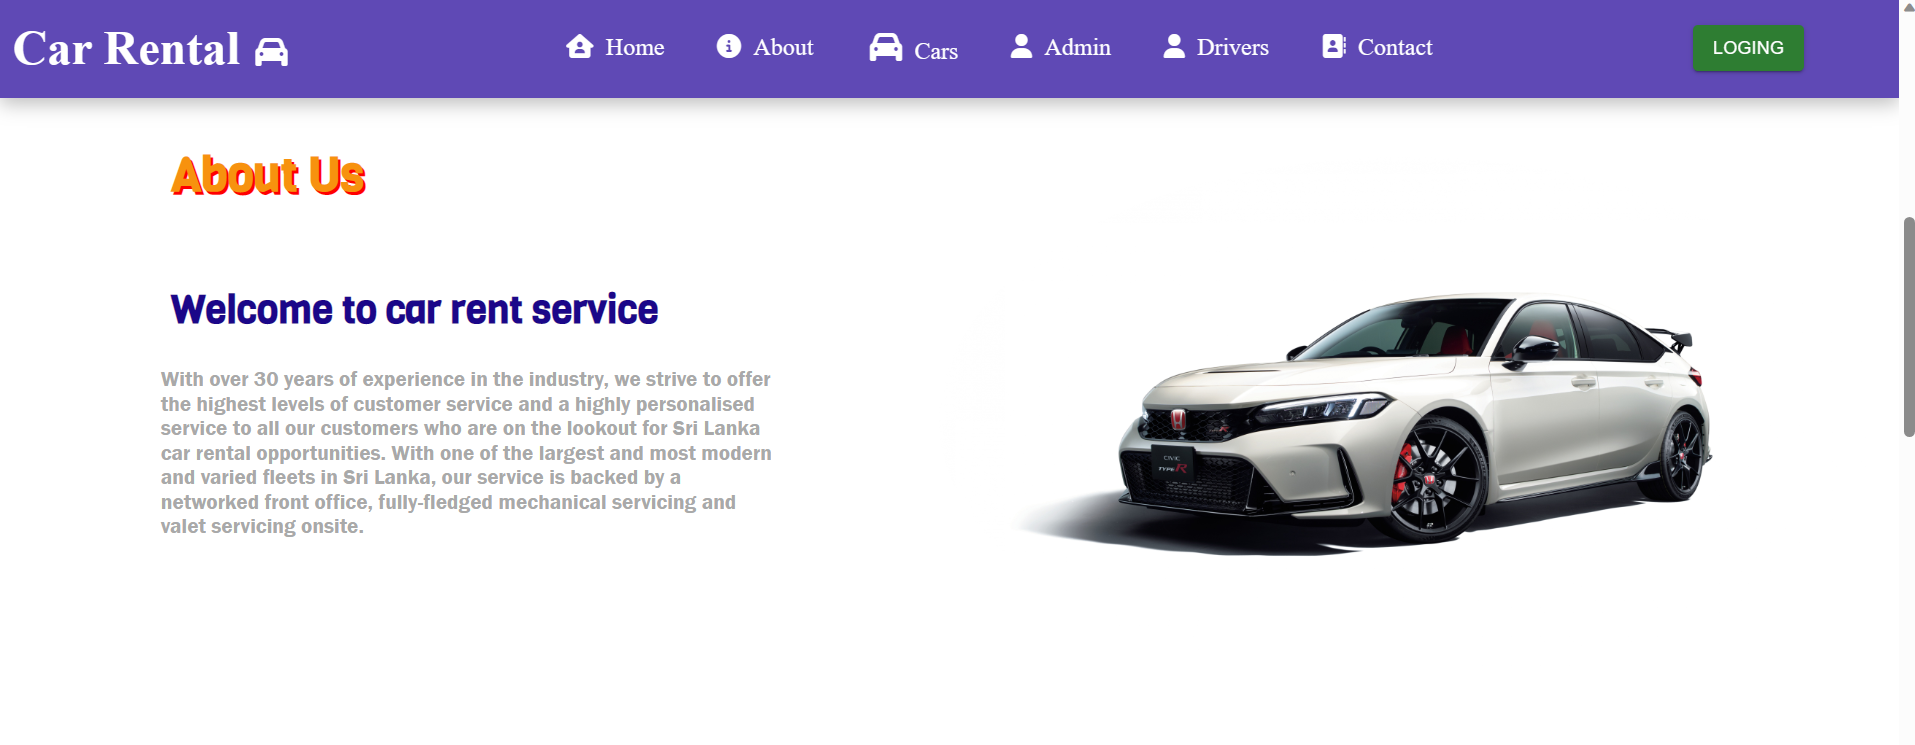 Car Rental
Home
About
Cars
Admin
Drivers
Contact
LOGING
About Us
Welcome to car rent service
With over 30 years of experience in the industry, we strive to offer
the highest levels of customer service and a highly personalised
service to all our customers who are on the lookout for Sri Lanka
car rental opportunities. With one of the largest and most modern
and varied fleets in Sri Lanka, our service is backed by a
networked front office, fully-fledged mechanical servicing and
valet servicing onsite.
CIVIC
TYPE R